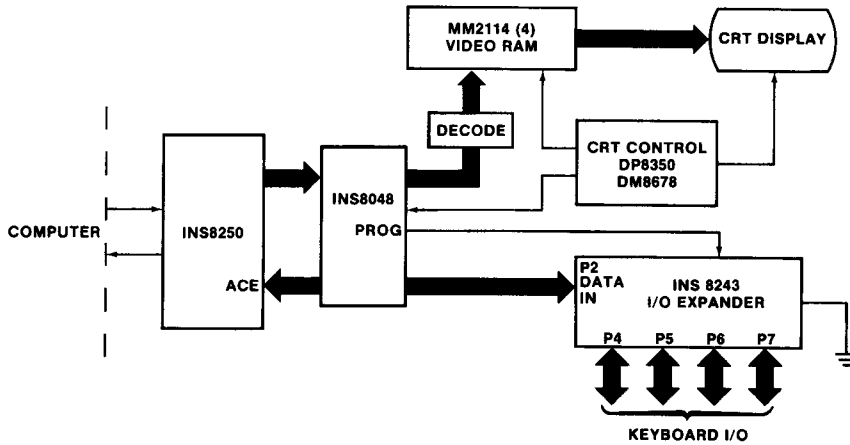 MM2114 (4)
VIDEO RAM
CRT DISPLAY
DECODE
CRT CONTROL
DP8350
DM8678
COMPUTER
INS8250
ACE
INS8048
PROG
P2
DATA
IN
INS 8243
I/O EXPANDER
P4 P5 P6 P7
KEYBOARD I/O